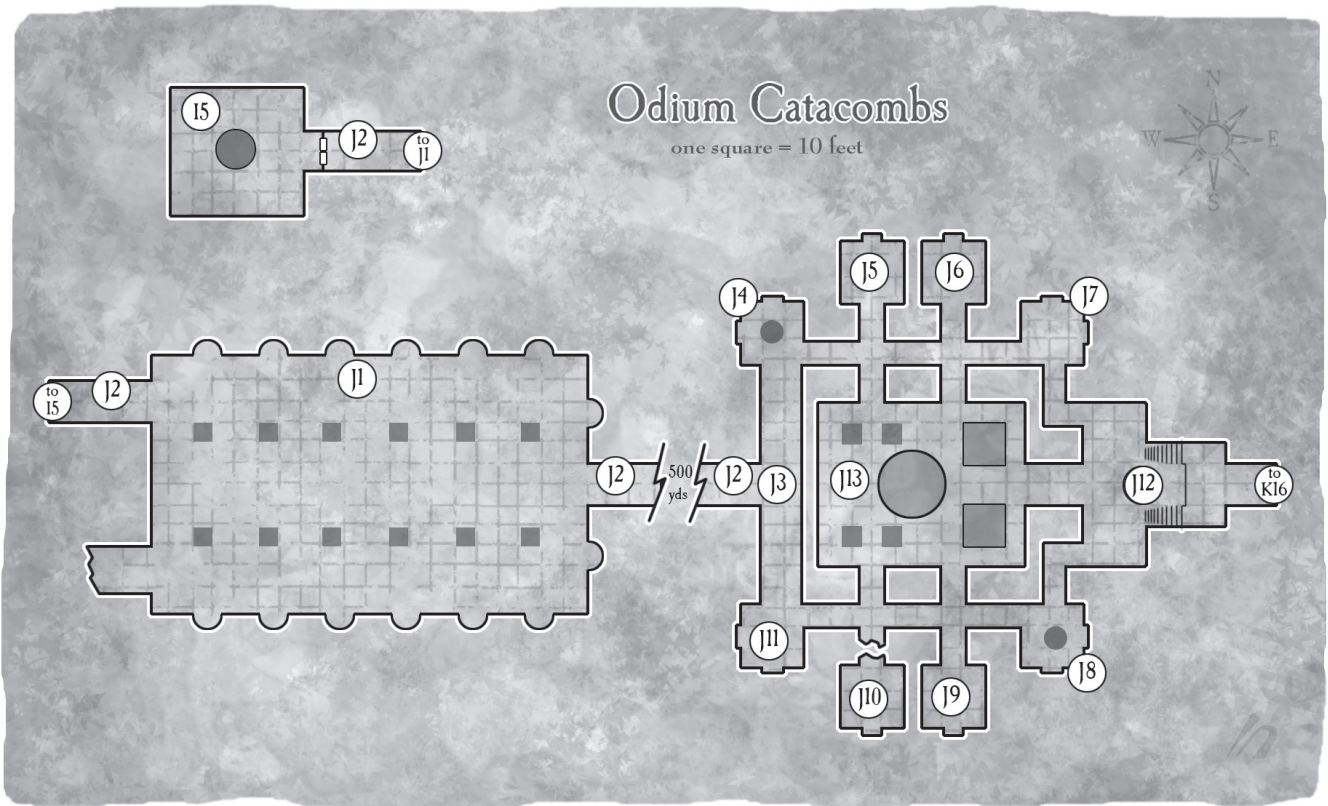 Odium Catacombs
one square = 10 feet
N
W
E
S
I5
J2
to
J1
J5
J6
J4
J7
J1
J2
to
I5
J2
500
yds
J2
J3
J13
J12
to
K16
J11
J10
J9
J8